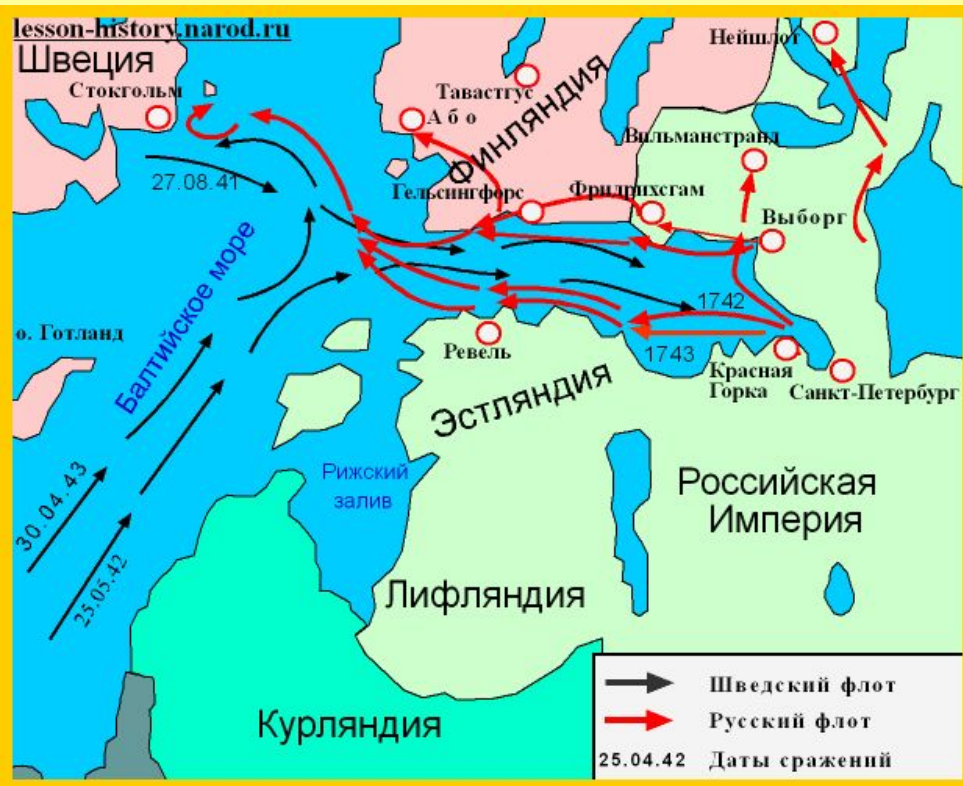 lesson-history.narod.ru
Швеция
Стокгольм
Нейшлот
Тавастгус
Або
Финляндия
Вильманстранд
27.08.41
Гельсингфорс
Фридрихсгам
Выборг
Балтийское море
1742
о. Готланд
Ревель
1743
Красная
Горка
Санкт-Петербург
Эстляндия
30.04.43
Рижский
залив
Российская
Империя
25.05.42
Лифляндия
Курляндия
Шведский флот
Русский флот
25.04.42 Даты сражений